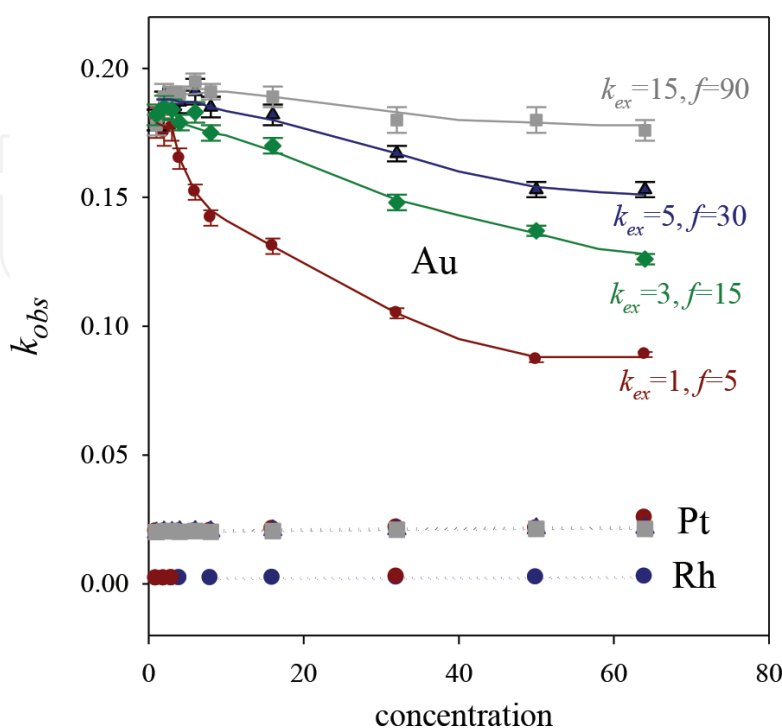 0.20
0.15
0.10
0.05
0.00
k_obs
k_ex=15, f=90
k_ex=5, f=30
Au
k_ex=3, f=15
k_ex=1, f=5
Pt
Rh
0 20 40 60 80
concentration